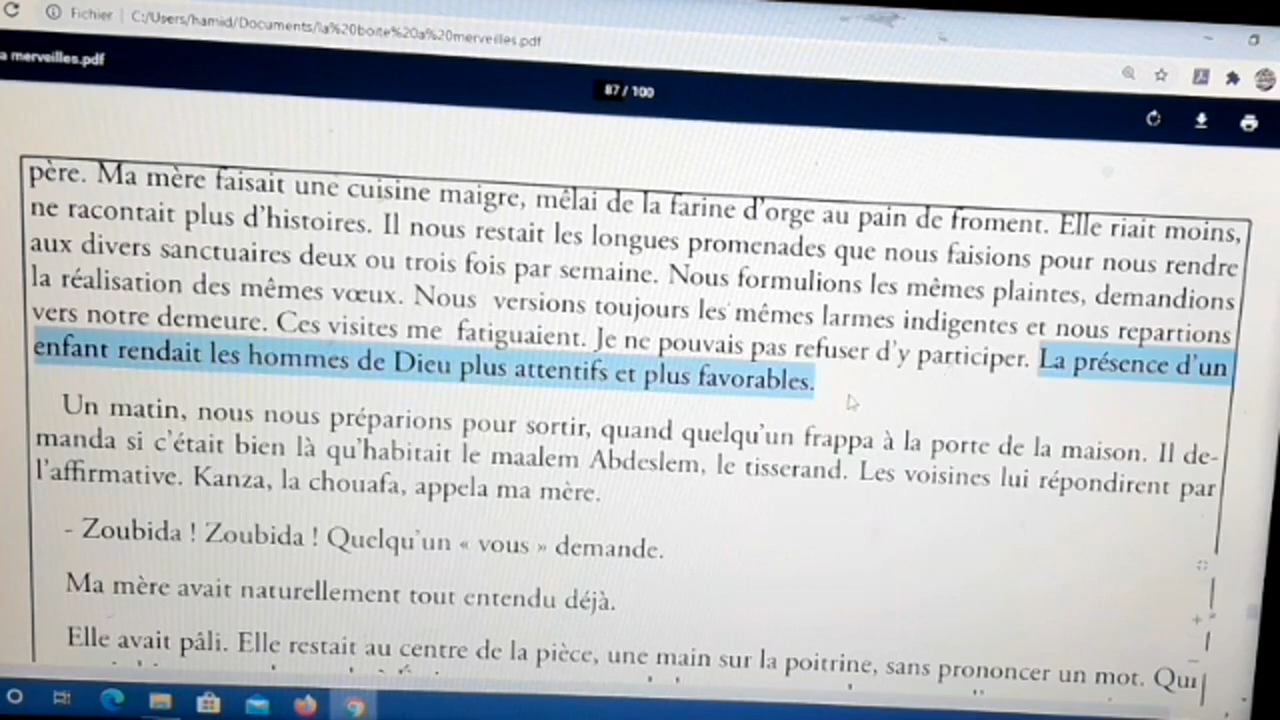 Fichier | C:/Users/hamid/Documents/la%20boite%20a%20merveilles.pdf
a merveilles.pdf
87 / 100
père. Ma mère faisait une cuisine maigre, mêlai de la farine d'orge au pain de froment. Elle riait moins,
ne racontait plus d'histoires. Il nous restait les longues promenades que nous faisions pour nous rendre
aux divers sanctuaires deux ou trois fois par semaine. Nous formulions les mêmes plaintes, demandions
la réalisation des mêmes vœux. Nous versions toujours les mêmes larmes indigentes et nous repartions
vers notre demeure. Ces visites me fatiguaient. Je ne pouvais pas refuser d'y participer. La présence d'un
enfant rendait les hommes de Dieu plus attentifs et plus favorables.
Un matin, nous nous préparions pour sortir, quand quelqu'un frappa à la porte de la maison. Il de-
manda si c'était bien là qu'habitait le maalem Abdeslem, le tisserand. Les voisines lui répondirent par
l'affirmative. Kanza, la chouafa, appela ma mère.
- Zoubida ! Zoubida ! Quelqu'un « vous » demande.
Ma mère avait naturellement tout entendu déjà.
Elle avait pâli. Elle restait au centre de la pièce, une main sur la poitrine, sans prononcer un mot. Qui